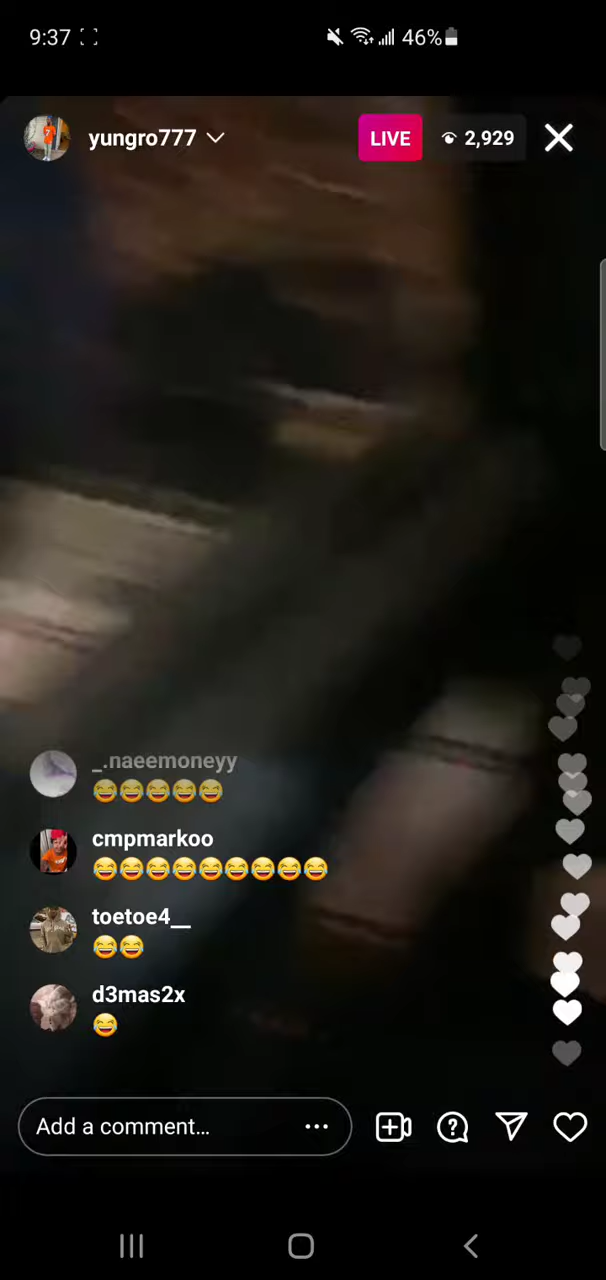 9:37
46%
yungro777
LIVE
2,929
_.naeemoneyy
😂😂😂😂😂
cmpmarkoo
😂😂😂😂😂😂😂😂😂
toetoe4__
😂😂
d3mas2x
😂
Add a comment...